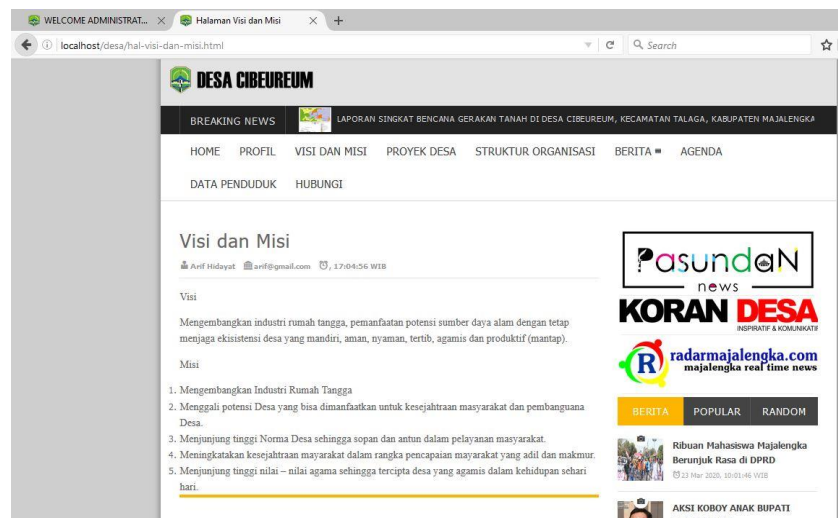 WELCOME ADMINISTRAT...
Halaman Visi dan Misi
localhost/desa/hal-visi-dan-misi.html
Search
DESA CIBEUREUM
BREAKING NEWS
LAPORAN SINGKAT BENCANA GERAKAN TANAH DI DESA CIBEUREUM, KECAMATAN TALAGA, KABUPATEN MAJALENGKA
HOME PROFIL VISI DAN MISI PROYEK DESA STRUKTUR ORGANISASI BERITA AGENDA
DATA PENDUDUK HUBUNGI
Visi dan Misi
Arif Hidayat arif@gmail.com , 17:04:56 WIB
Visi
Mengembangkan industri rumah tangga, pemanfaatan potensi sumber daya alam dengan tetap
menjaga ekisistensi desa yang mandiri, aman, nyaman, tertib, agamis dan produktif (mantap).
Misi
1. Mengembangkan Industri Rumah Tangga
2. Menggali potensi Desa yang bisa dimanfaatkan untuk kesejahtraan masyarakat dan pembanguana
Desa.
3. Menjunjung tinggi Norma Desa sehingga sopan dan antun dalam pelayanan masyarakat.
4. Meningkatakan kesejahtraan mayarakat dalam rangka pencapaian mayarakat yang adil dan makmur.
5. Menjunjung tinggi nilai – nilai agama sehingga tercipta desa yang agamis dalam kehidupan sehari
hari.
PasundaN
news
KORAN DESA
INSPIRATIF & KOMUNIKATIF
R
radarmajalengka.com
majalengka real time news
BERITA POPULAR RANDOM
Ribuan Mahasiswa Majalengka
Berunjuk Rasa di DPRD
23 Mar 2020, 10:01:46 WIB
AKSI KOBOY ANAK BUPATI